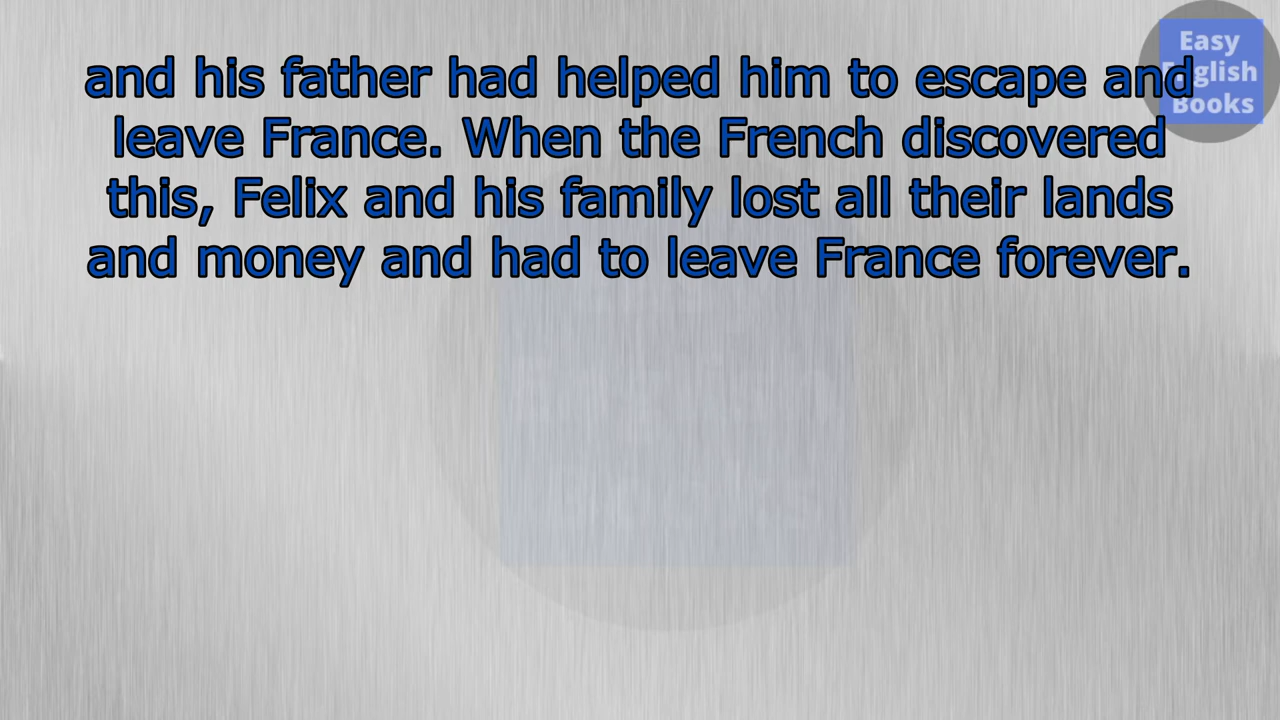 and his father had helped him to escape and
leave France. When the French discovered
this, Felix and his family lost all their lands
and money and had to leave France forever.
Easy
English
Books